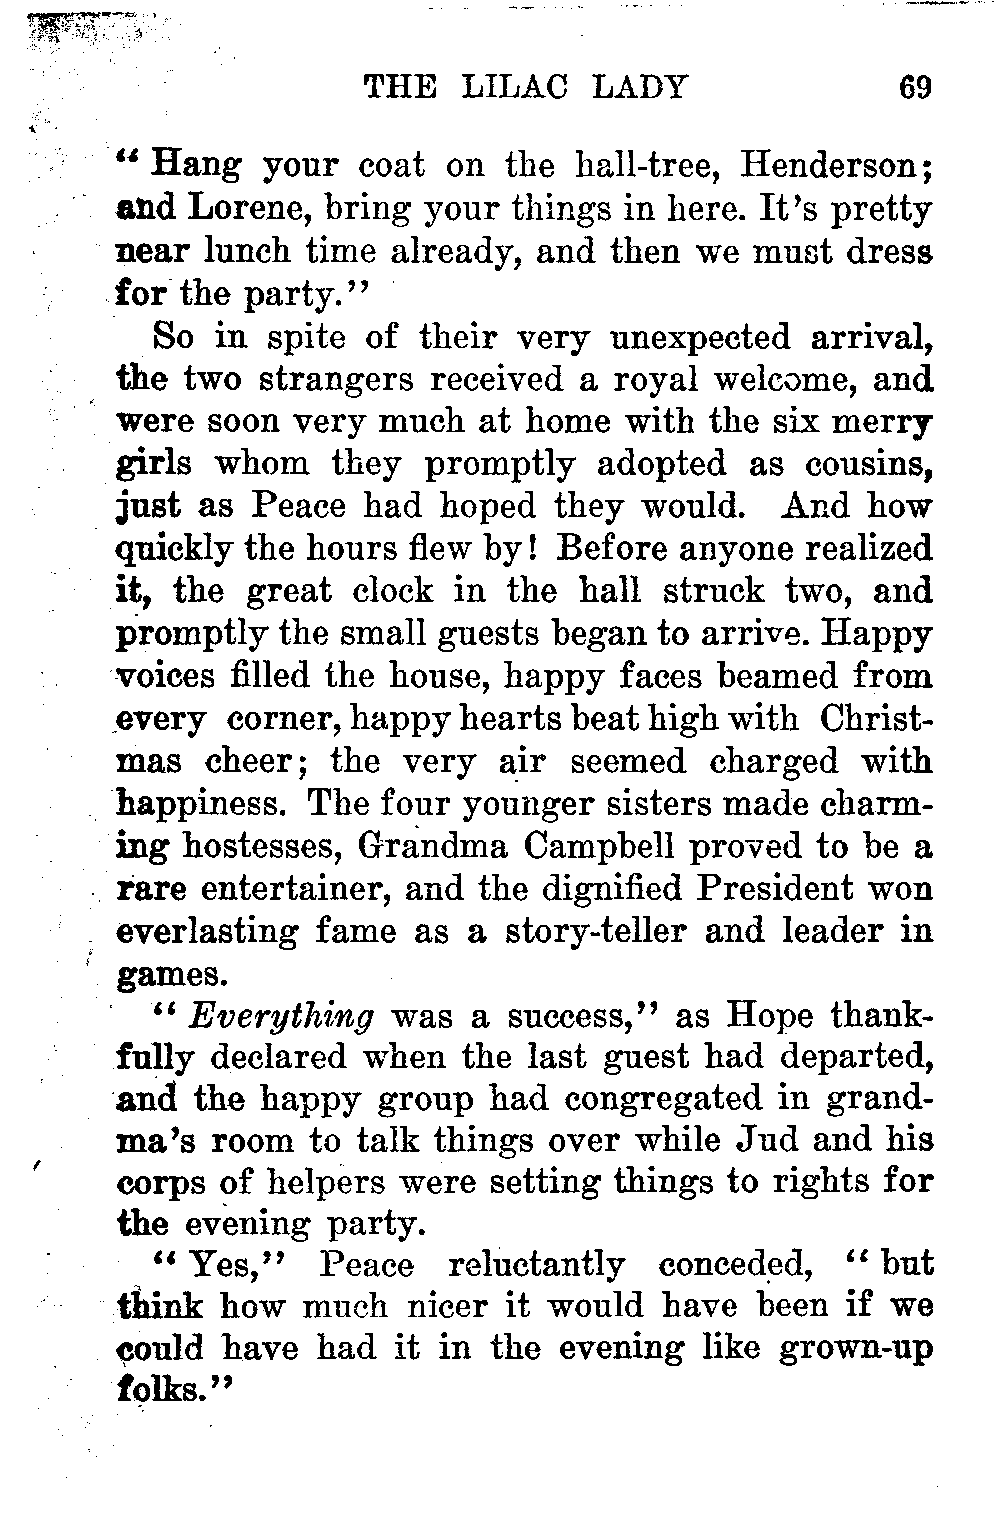 THE LILAC LADY 69
“ Hang your coat on the hall-tree, Henderson;
and Lorene, bring your things in here. It’s pretty
near lunch time already, and then we must dress
for the party.”
So in spite of their very unexpected arrival,
the two strangers received a royal welcome, and
were soon very much at home with the six merry
girls whom they promptly adopted as cousins,
just as Peace had hoped they would. And how
quickly the hours flew by! Before anyone realized
it, the great clock in the hall struck two, and
promptly the small guests began to arrive. Happy
voices filled the house, happy faces beamed from
every corner, happy hearts beat high with Christ-
mas cheer; the very air seemed charged with
happiness. The four younger sisters made charm-
ing hostesses, Grandma Campbell proved to be a
rare entertainer, and the dignified President won
everlasting fame as a story-teller and leader in
games.
“ Everything was a success,” as Hope thank-
fully declared when the last guest had departed,
and the happy group had congregated in grand-
ma’s room to talk things over while Jud and his
corps of helpers were setting things to rights for
the evening party.
“ Yes,” Peace reluctantly conceded, “ but
think how much nicer it would have been if we
could have had it in the evening like grown-up
folks.”